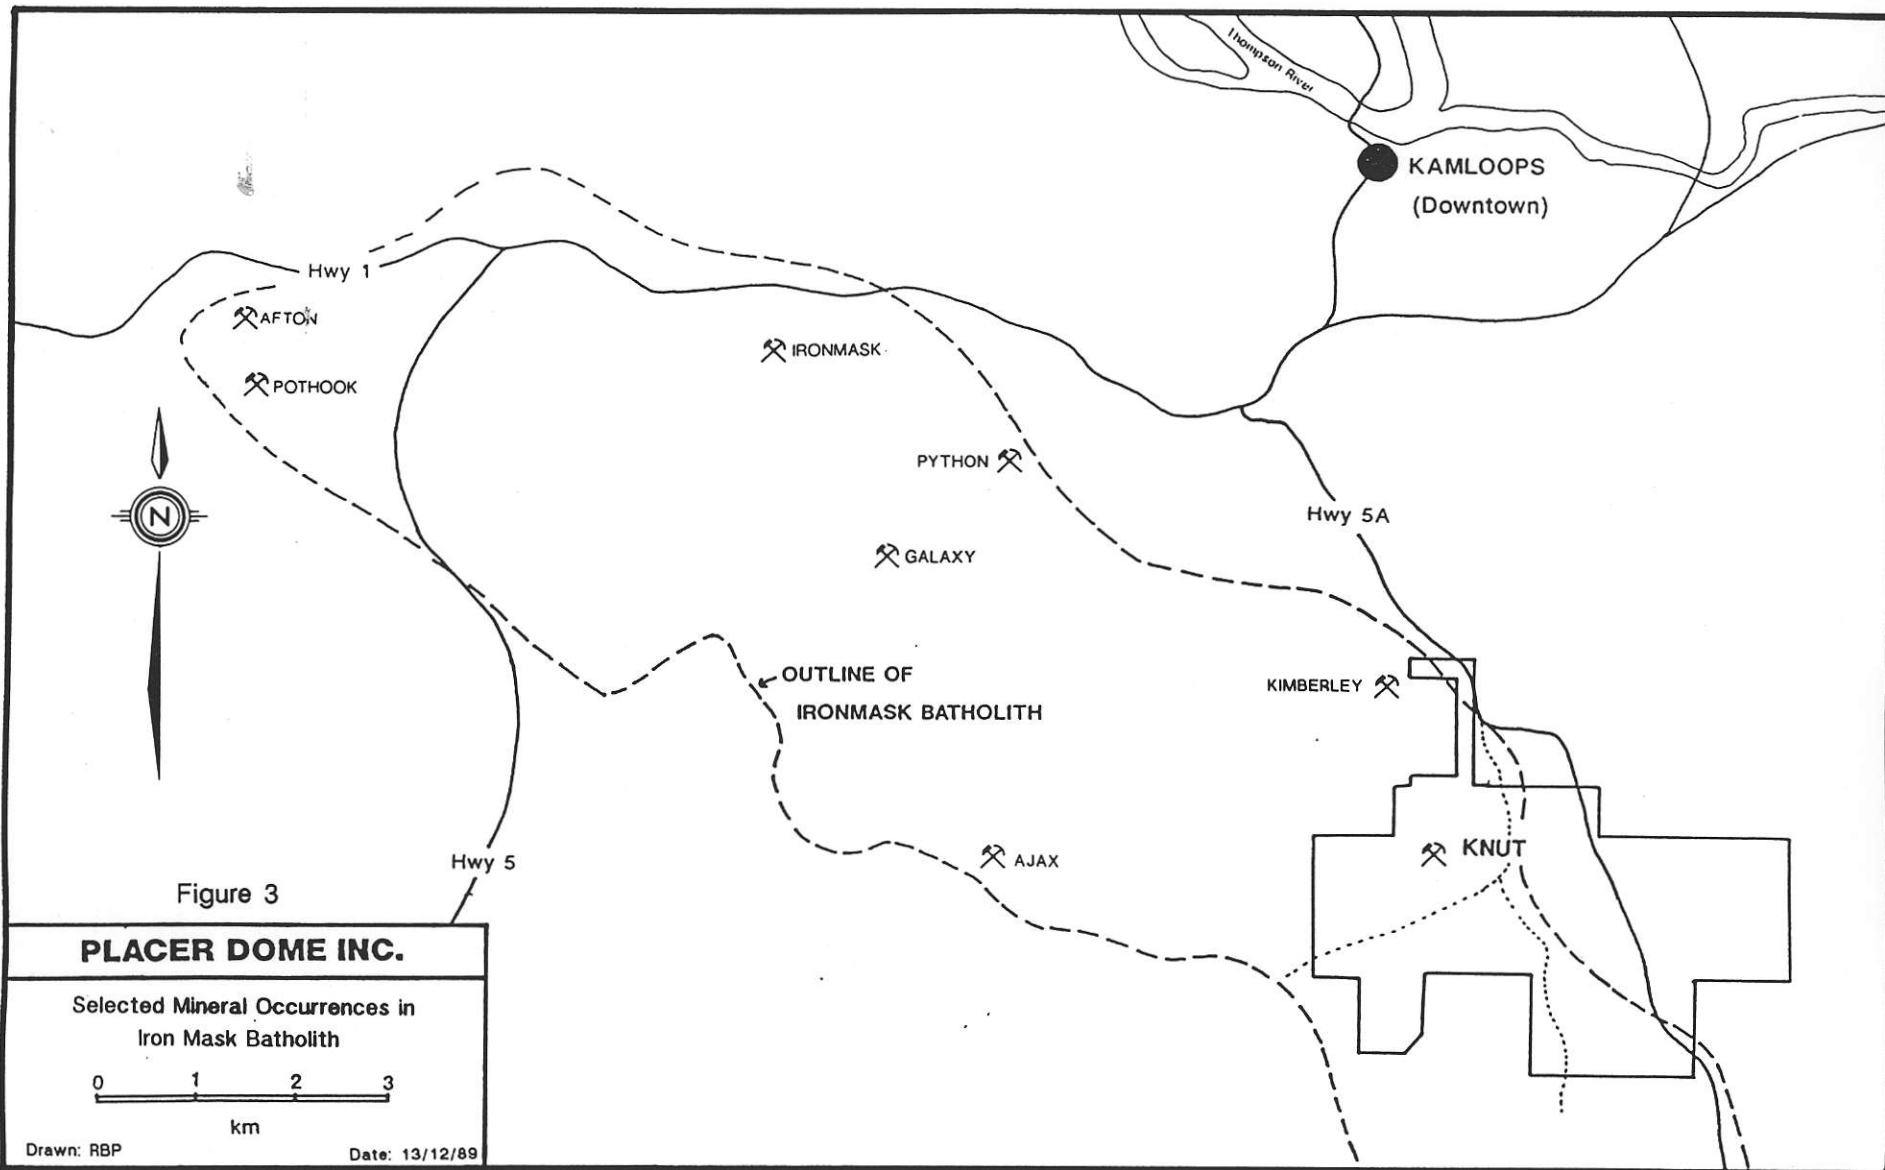 Thompson River
KAMLOOPS
(Downtown)
Hwy 1
AFTON
IRONMASK
POTHOOK
PYTHON
N
Hwy 5A
GALAXY
OUTLINE OF
IRONMASK BATHOLITH
KIMBERLEY
KNUT
AJAX
Hwy 5
Figure 3
PLACER DOME INC.
Selected Mineral Occurrences in
Iron Mask Batholith
0 1 2 3
km
Drawn: RBP Date: 13/12/89